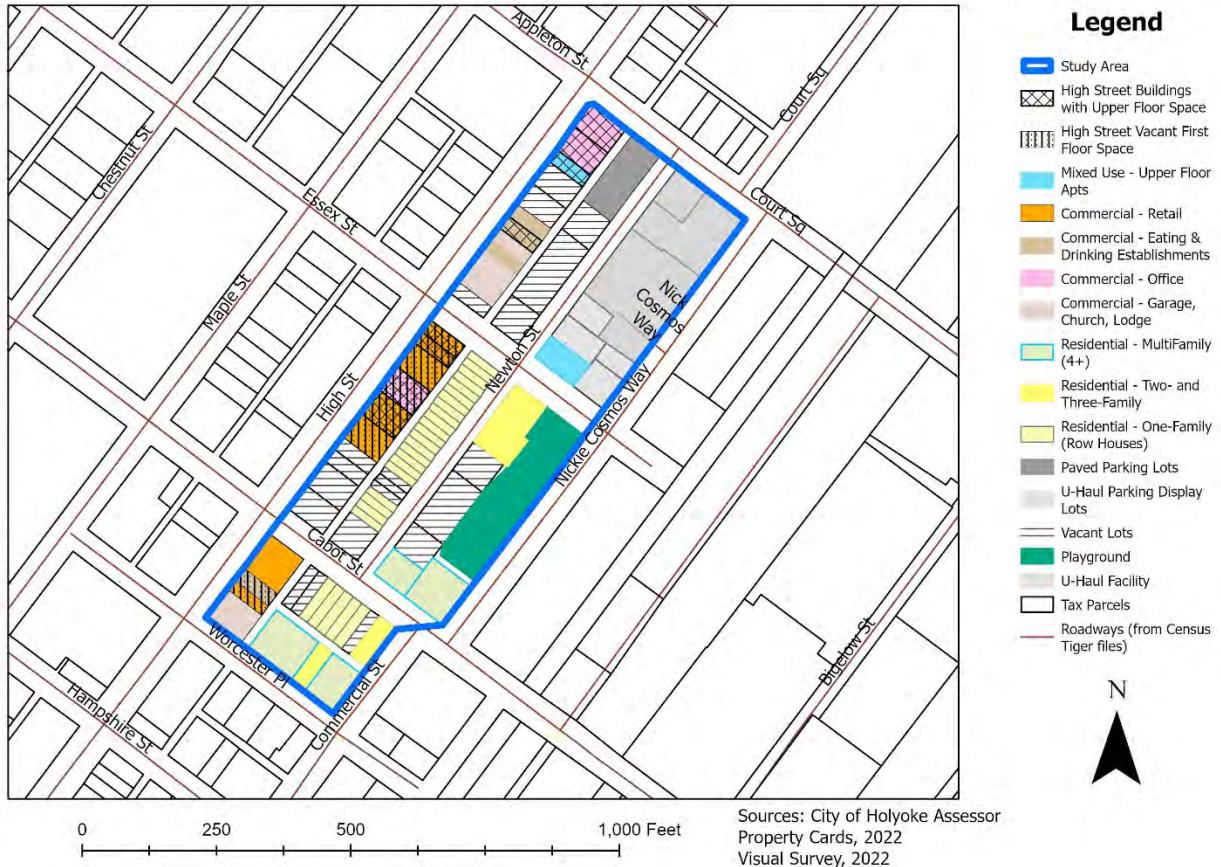 Appleton St
Court Sq
Chestnut St
Essex St
Court Sq
Maple St
Nick
Cosmos
Way
High St
Newton St
Nickie Cosmos Way
Cabot St
Worcester Pl
Commercial St
Hampshire St
Bigelow St
Legend
Study Area
High Street Buildings
with Upper Floor Space
High Street Vacant First
Floor Space
Mixed Use - Upper Floor
Apts
Commercial - Retail
Commercial - Eating &
Drinking Establishments
Commercial - Office
Commercial - Garage,
Church, Lodge
Residential - MultiFamily
(4+)
Residential - Two- and
Three-Family
Residential - One-Family
(Row Houses)
Paved Parking Lots
U-Haul Parking Display
Lots
Vacant Lots
Playground
U-Haul Facility
Tax Parcels
Roadways (from Census
Tiger files)
N
0 250 500 1,000 Feet
Sources: City of Holyoke Assessor
Property Cards, 2022
Visual Survey, 2022